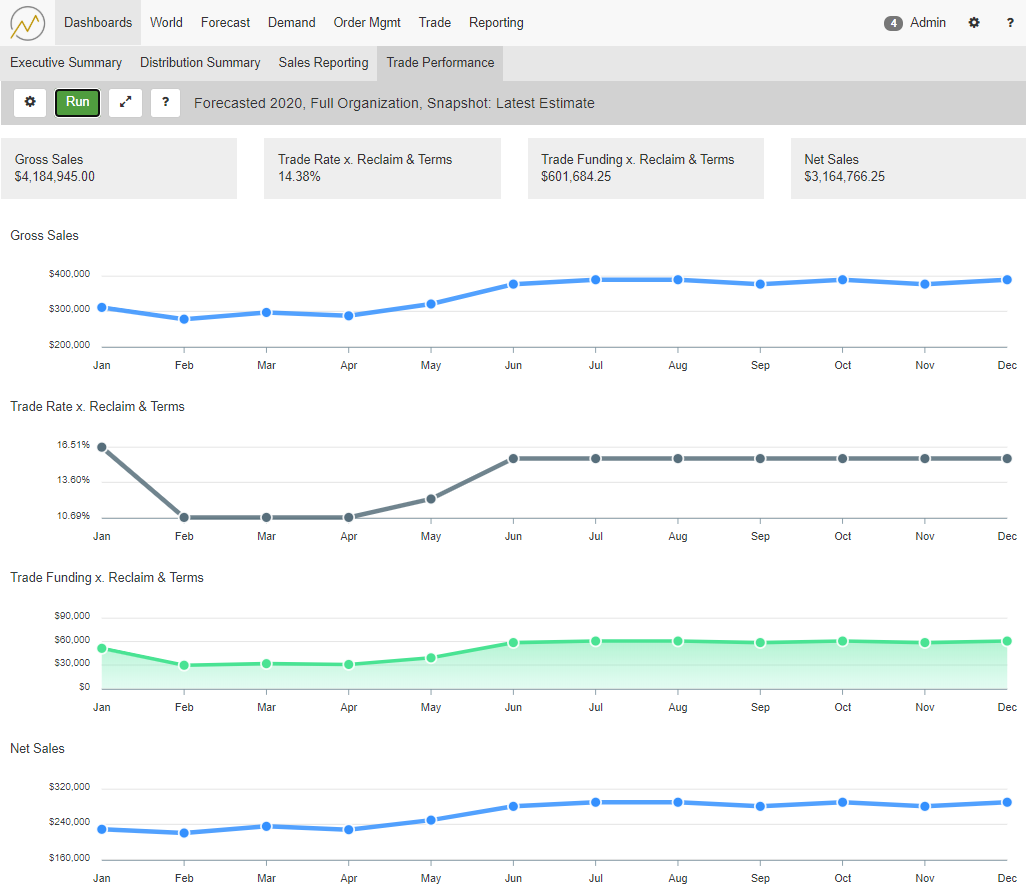 Dashboards World Forecast Demand Order Mgmt Trade Reporting 4 Admin ?
Executive Summary Distribution Summary Sales Reporting Trade Performance
Run ? Forecasted 2020, Full Organization, Snapshot: Latest Estimate
Gross Sales Trade Rate x. Reclaim & Terms Trade Funding x. Reclaim & Terms Net Sales
$4,184,945.00 14.38% $601,684.25 $3,164,766.25
Gross Sales
$400,000
$300,000
$200,000
Jan Feb Mar Apr May Jun Jul Aug Sep Oct Nov Dec
Trade Rate x. Reclaim & Terms
16.51%
13.60%
10.69%
Jan Feb Mar Apr May Jun Jul Aug Sep Oct Nov Dec
Trade Funding x. Reclaim & Terms
$90,000
$60,000
$30,000
$0
Jan Feb Mar Apr May Jun Jul Aug Sep Oct Nov Dec
Net Sales
$320,000
$240,000
$160,000
Jan Feb Mar Apr May Jun Jul Aug Sep Oct Nov Dec